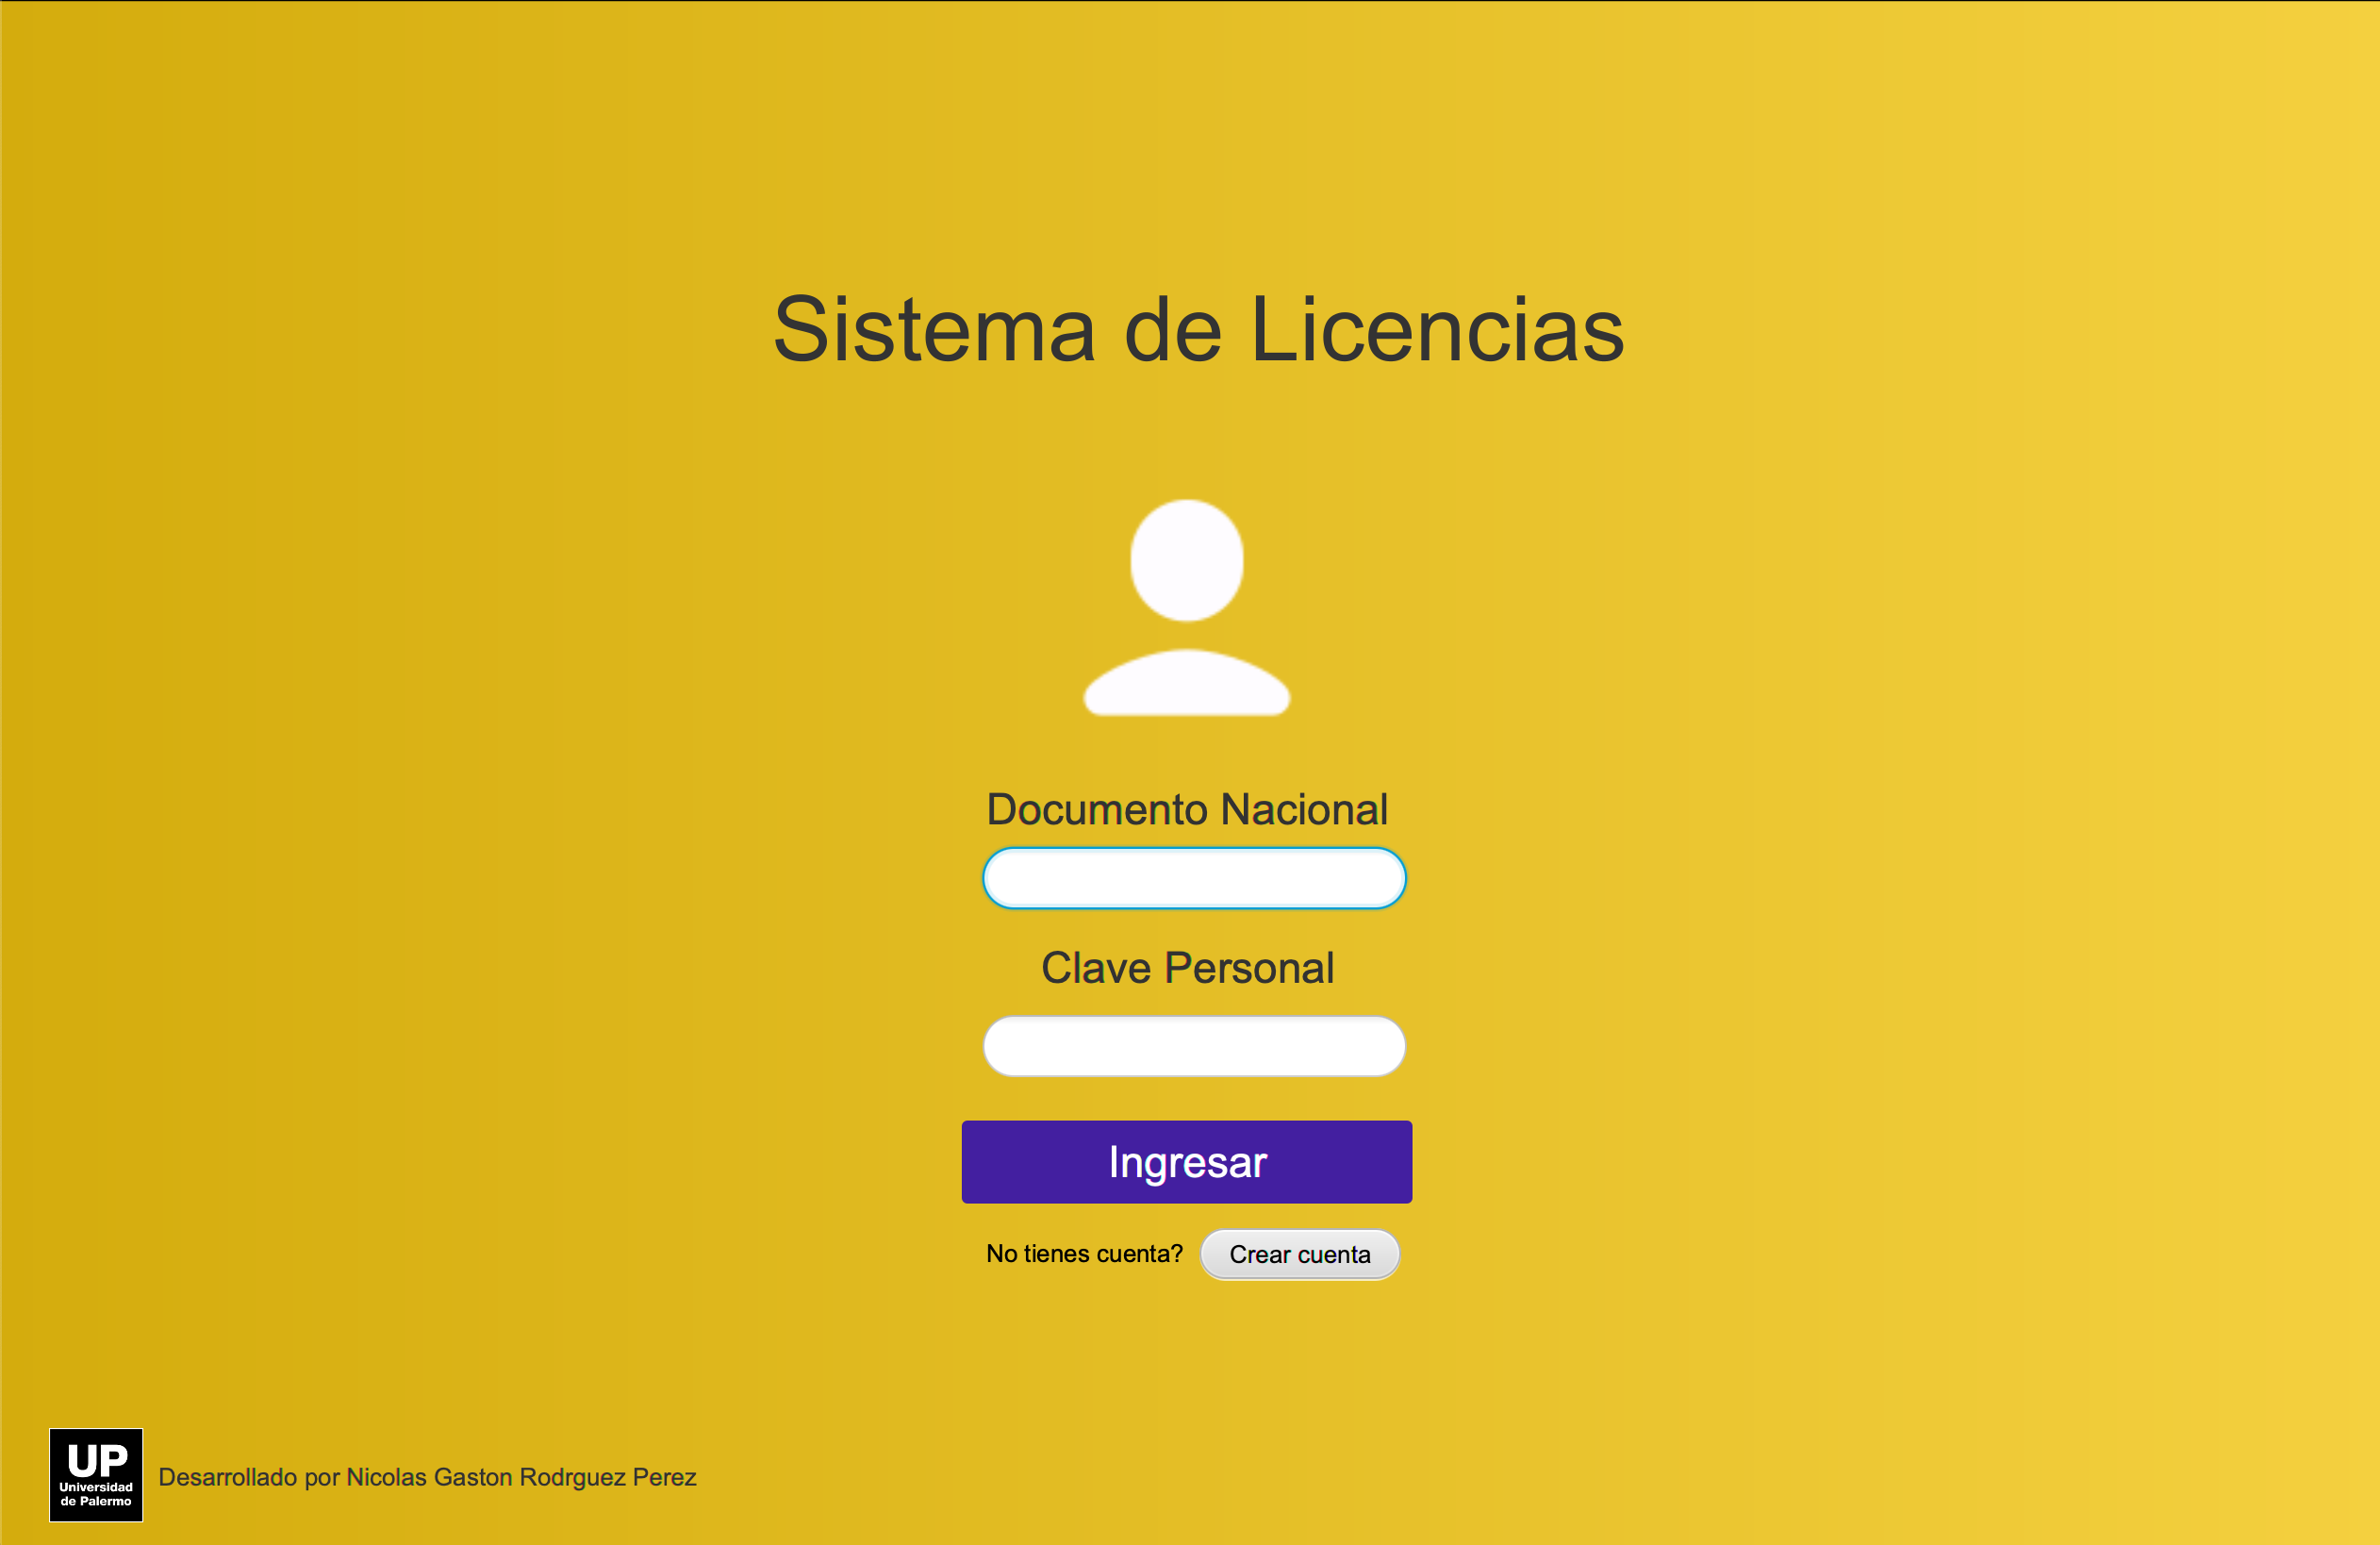 Sistema de Licencias
Documento Nacional
Clave Personal
Ingresar
No tienes cuenta? Crear cuenta
UP
Universidad
de Palermo
Desarrollado por Nicolas Gaston Rodrguez Perez